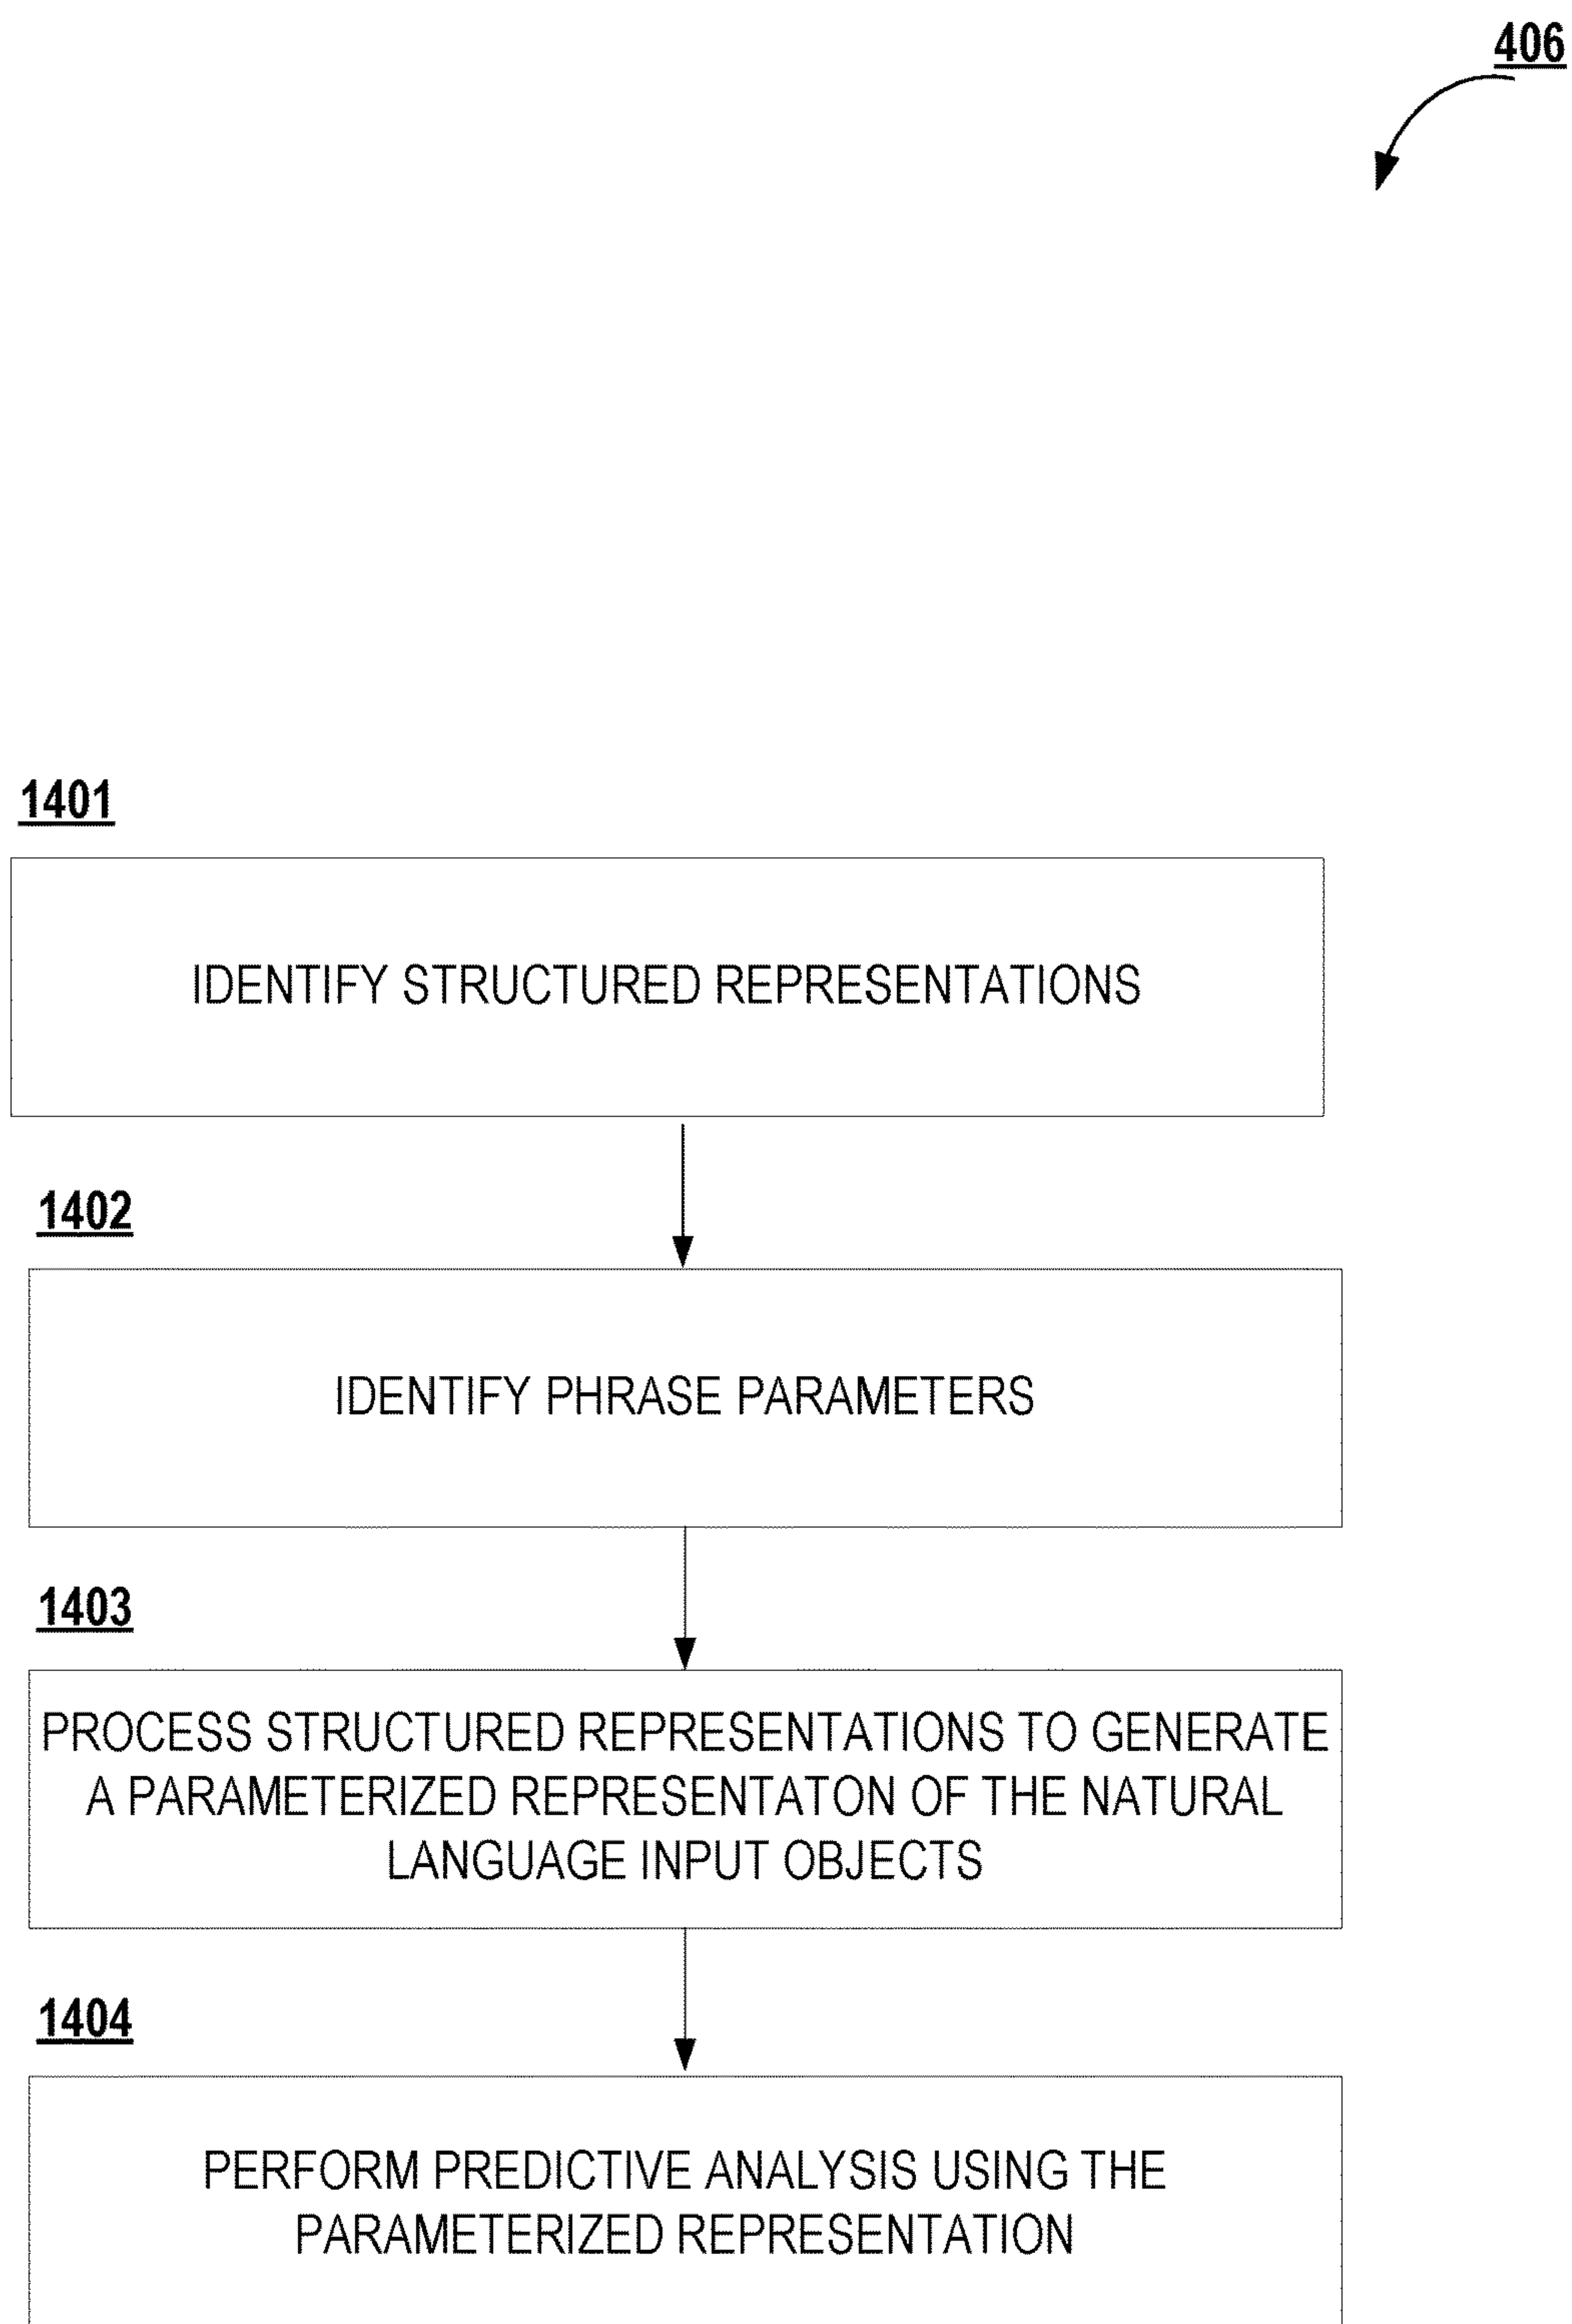 406
1401
IDENTIFY STRUCTURED REPRESENTATIONS
1402
IDENTIFY PHRASE PARAMETERS
1403
PROCESS STRUCTURED REPRESENTATIONS TO GENERATE
A PARAMETERIZED REPRESENTATON OF THE NATURAL
LANGUAGE INPUT OBJECTS
1404
PERFORM PREDICTIVE ANALYSIS USING THE
PARAMETERIZED REPRESENTATION